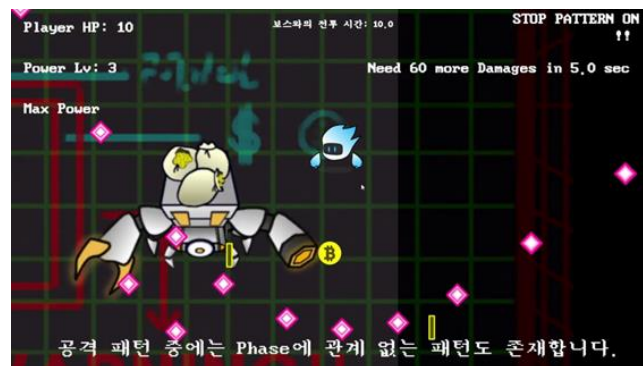 Player HP: 10
보스와의 전투 시간: 10.0
STOP PATTERN ON
!!
Power Lv: 3
Need 60 more Damages in 5.0 sec
Max Power
$
₿
공격 패턴 중에는 Phase에 관계 없는 패턴도 존재합니다.